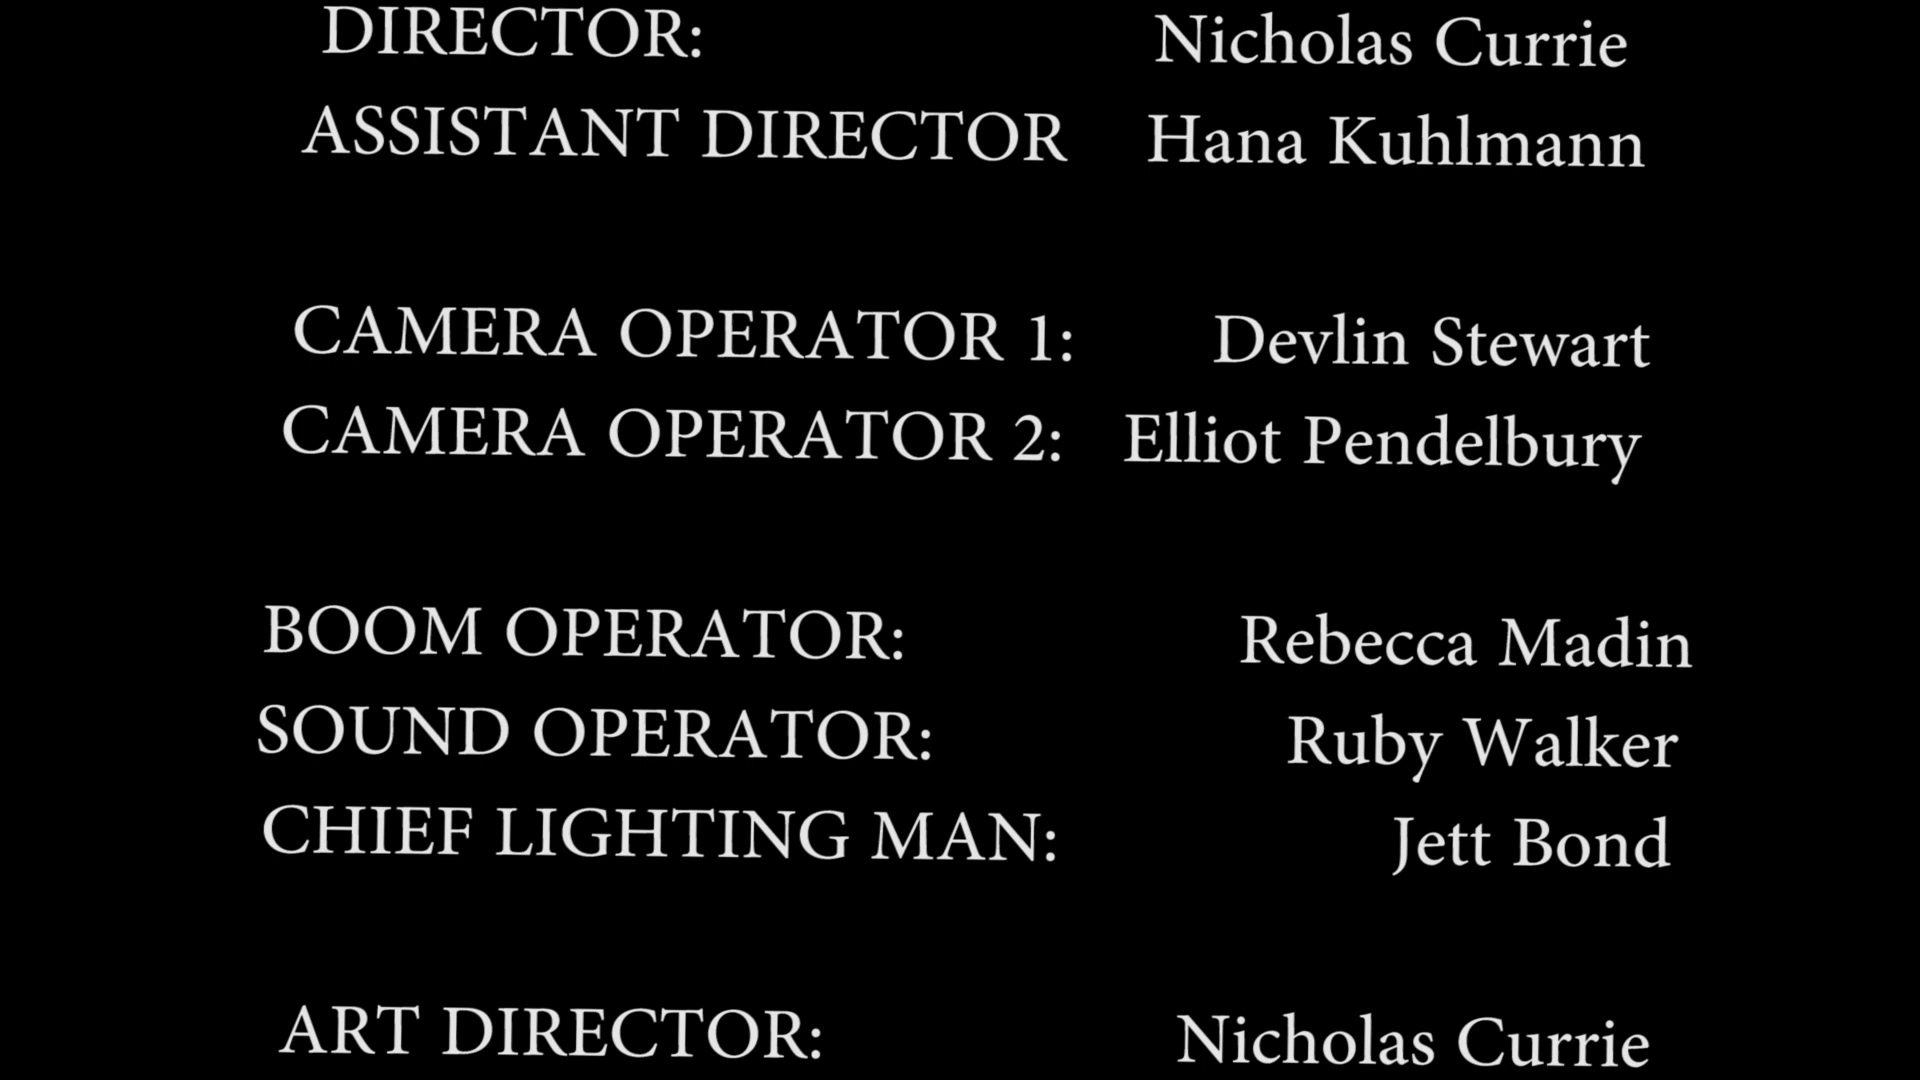 DIRECTOR: Nicholas Currie
ASSISTANT DIRECTOR Hana Kuhlmann
CAMERA OPERATOR 1: Devlin Stewart
CAMERA OPERATOR 2: Elliot Pendelbury
BOOM OPERATOR: Rebecca Madin
SOUND OPERATOR: Ruby Walker
CHIEF LIGHTING MAN: Jett Bond
ART DIRECTOR: Nicholas Currie